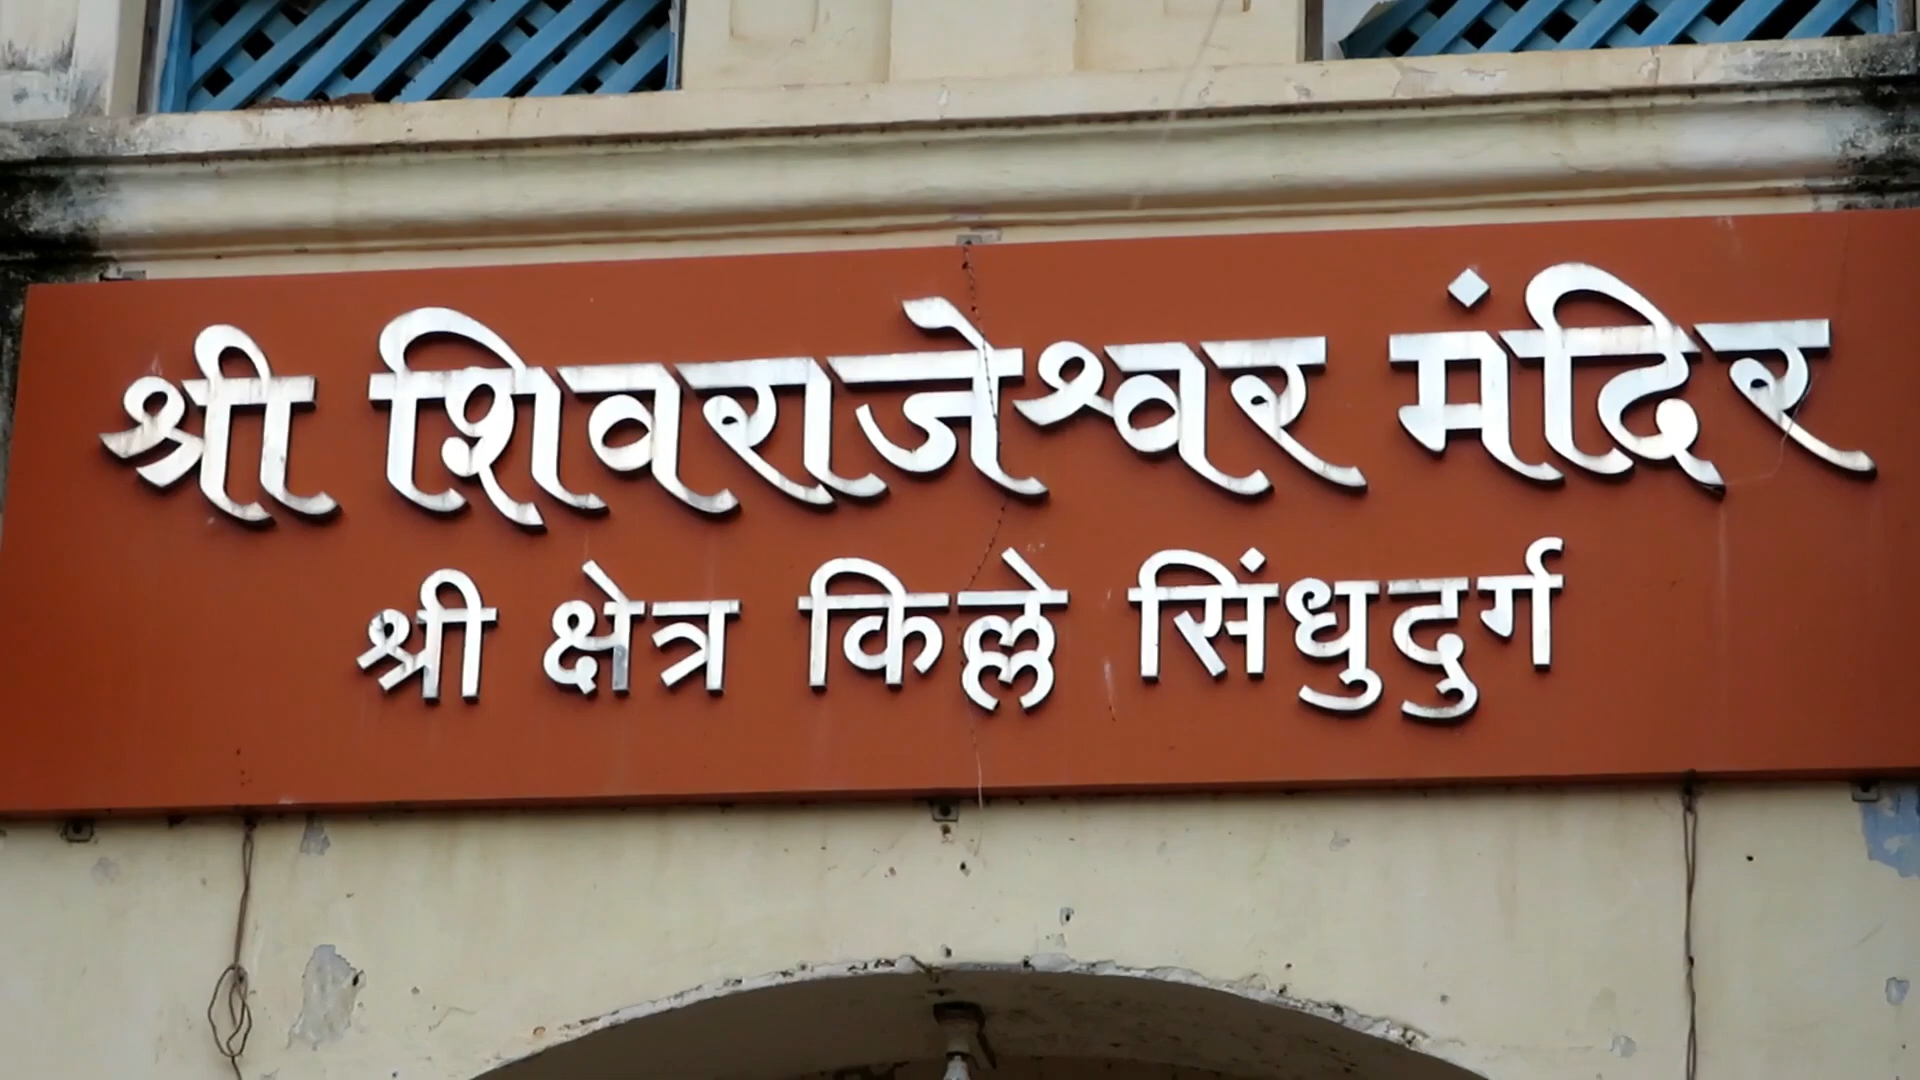 श्री शिवराजेश्वर मंदिर
श्री क्षेत्र किल्ले सिंधुदुर्ग